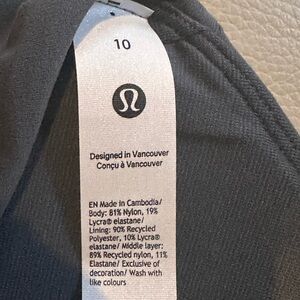 10
Designed in Vancouver
Conçu à Vancouver
EN Made in Cambodia/
Body: 81% Nylon, 19%
Lycra® elastane/
Lining: 90% Recycled
Polyester, 10% Lycra®
elastane/ Middle layer:
89% Recycled nylon, 11%
Elastane/ Exclusive of
decoration/ Wash with
like colours